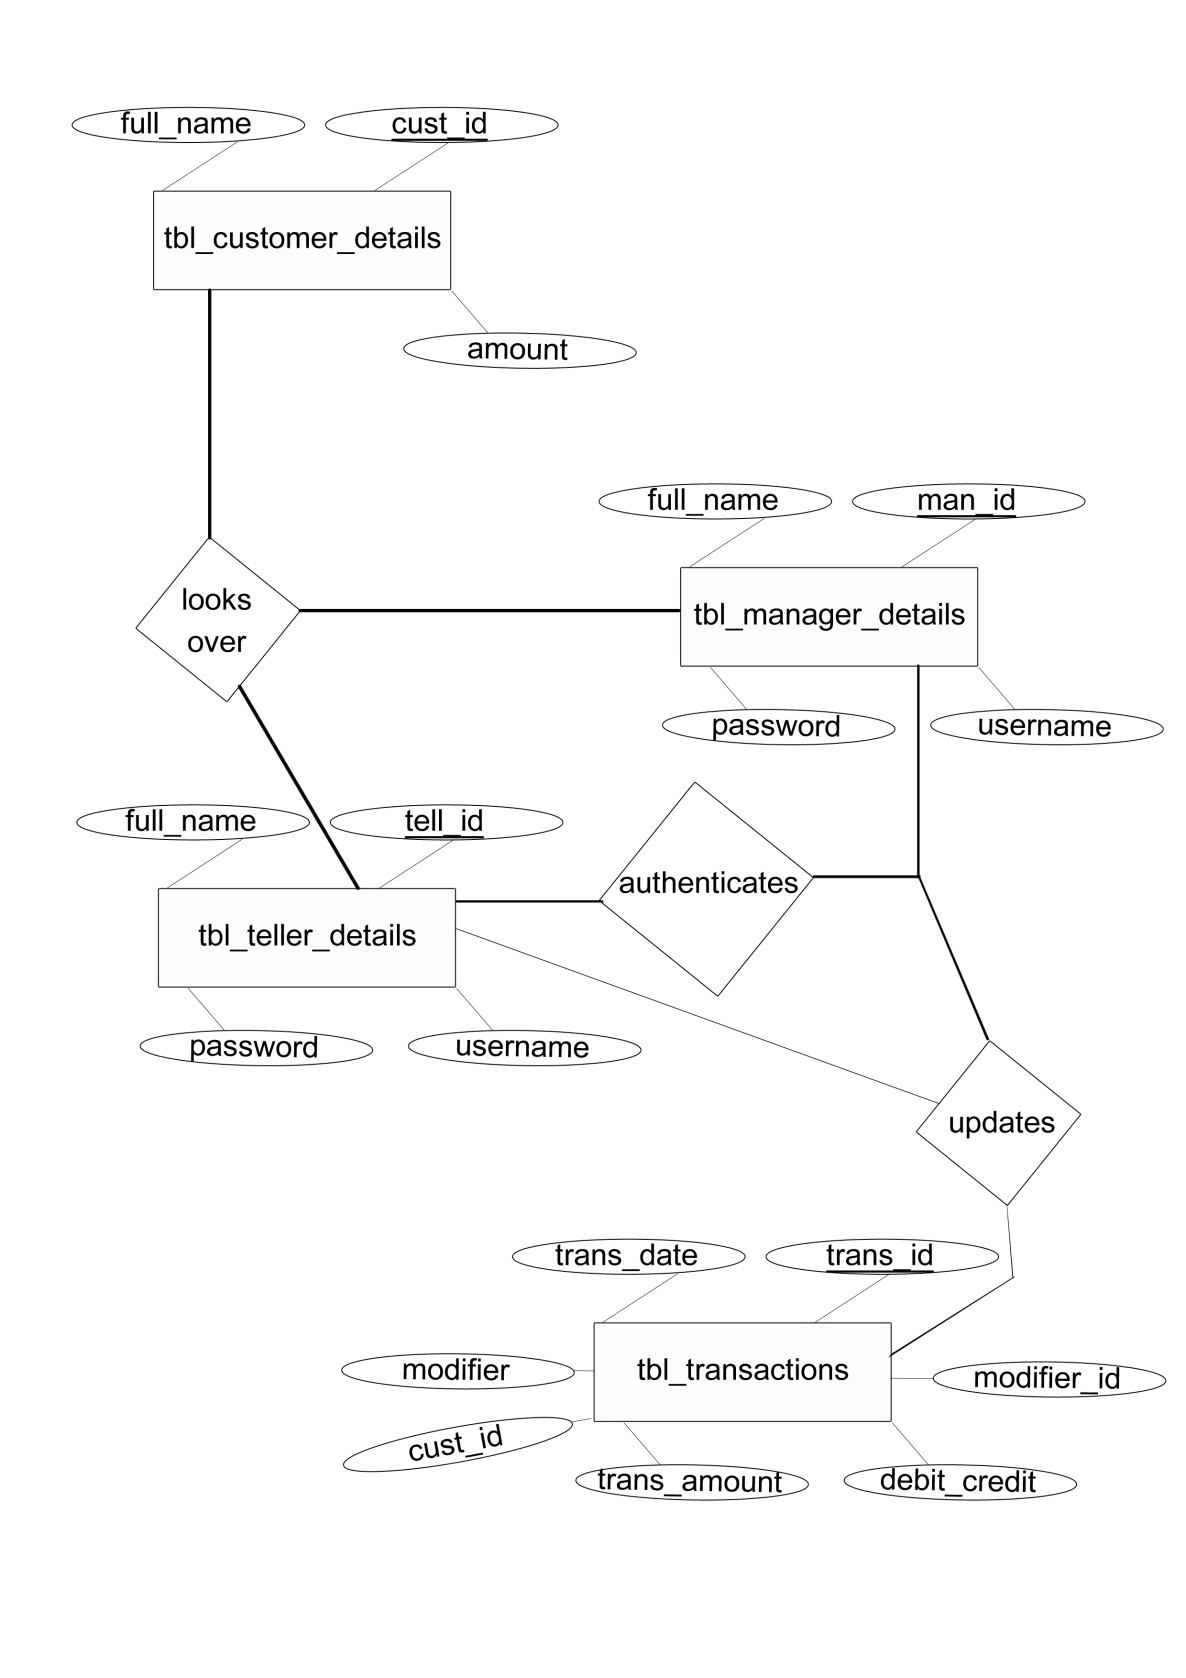 full_name
cust_id
tbl_customer_details
amount
full_name
man_id
looks
over
tbl_manager_details
password
username
full_name
tell_id
authenticates
tbl_teller_details
password
username
updates
trans_date
trans_id
modifier
tbl_transactions
modifier_id
cust_id
trans_amount
debit_credit